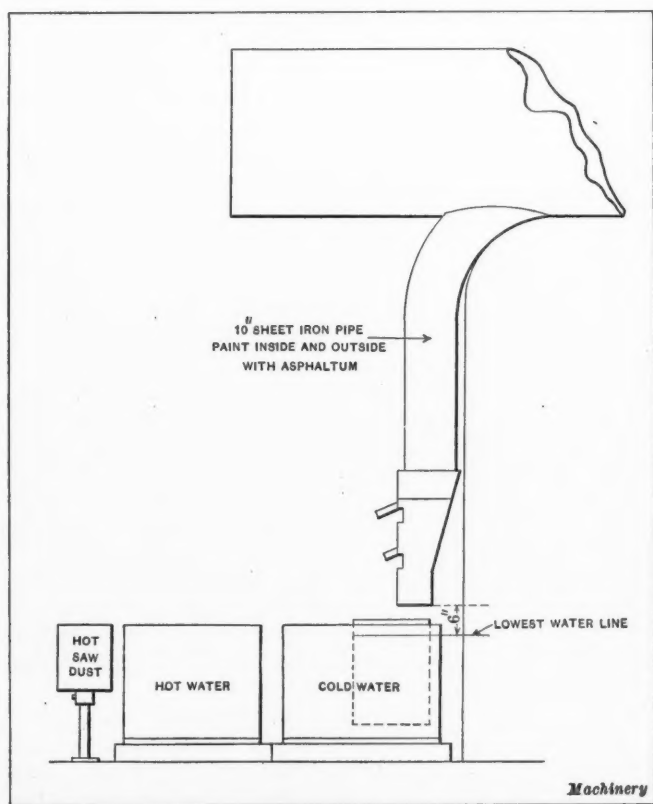 10" SHEET IRON PIPE
PAINT INSIDE AND OUTSIDE
WITH ASPHALTUM
6"
LOWEST WATER LINE
HOT
SAW
DUST
HOT WATER
COLD WATER
Machinery